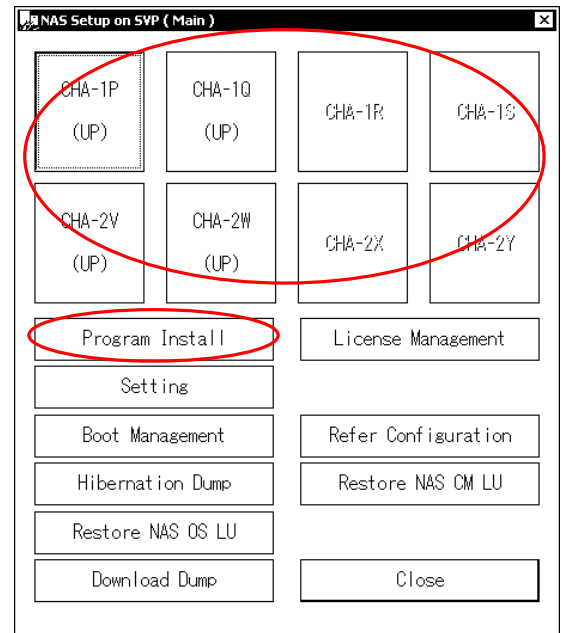 NAS Setup on SVP ( Main )
CHA-1P CHA-1Q CHA-1R CHA-1S
(UP) (UP)
CHA-2V CHA-2W CHA-2X CHA-2Y
(UP) (UP)
Program Install License Management
Setting
Boot Management Refer Configuration
Hibernation Dump Restore NAS CM LU
Restore NAS OS LU
Download Dump Close